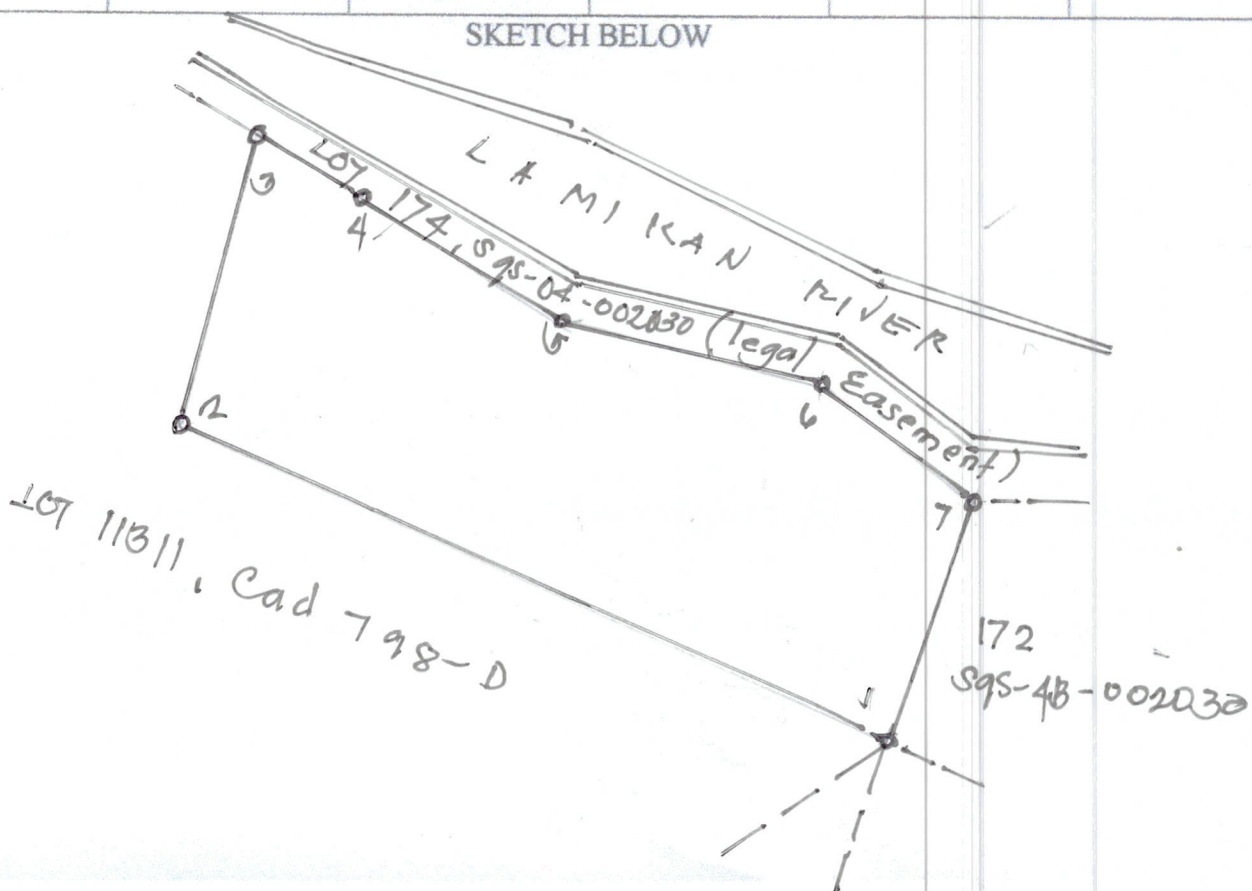 SKETCH BELOW
LAMIKAN RIVER
3
LOT 174, sgs-04-002030 (legal Easement)
4
5
6
2
7
LOT 11311, Cad 798-D
172
1
sgs-4B-002030